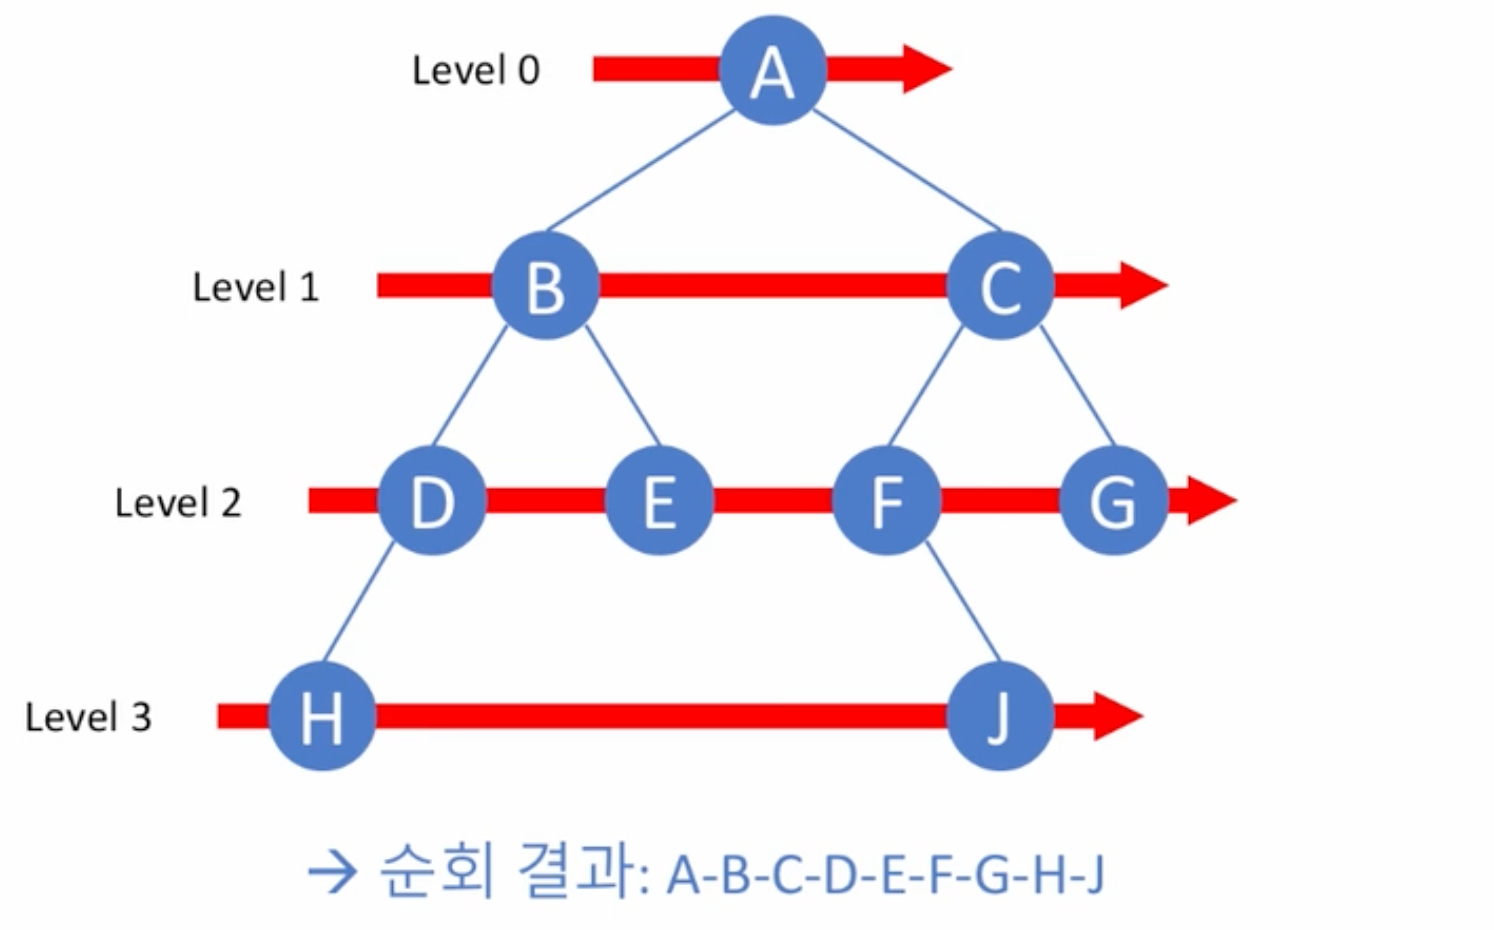 Level 0 A
Level 1 B C
Level 2 D E F G
Level 3 H J
→ 순회 결과: A-B-C-D-E-F-G-H-J